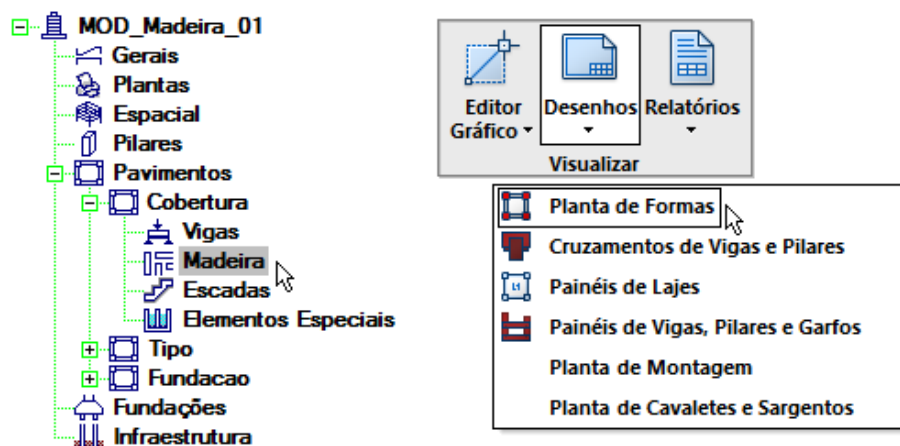 MOD_Madeira_01
Gerais
Plantas
Espacial
Pilares
Pavimentos
Cobertura
Vigas
Madeira
Escadas
Elementos Especiais
Tipo
Fundacao
Fundações
Infraestrutura
Editor Gráfico
Desenhos
Relatórios
Visualizar
Planta de Formas
Cruzamentos de Vigas e Pilares
L1
Painéis de Lajes
Painéis de Vigas, Pilares e Garfos
Planta de Montagem
Planta de Cavaletes e Sargentos